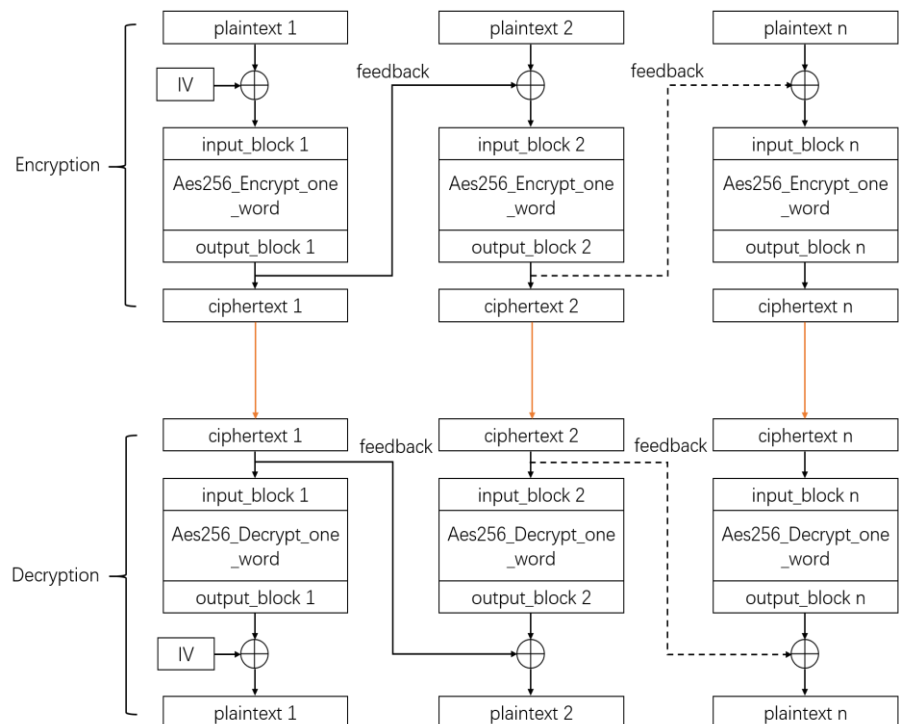 plaintext 1
plaintext 2
plaintext n
IV
feedback
feedback
Encryption
input_block 1
input_block 2
input_block n
Aes256_Encrypt_one
_word
Aes256_Encrypt_one
_word
Aes256_Encrypt_one
_word
output_block 1
output_block 2
output_block n
ciphertext 1
ciphertext 2
ciphertext n
ciphertext 1
ciphertext 2
ciphertext n
feedback
feedback
Decryption
input_block 1
input_block 2
input_block n
Aes256_Decrypt_one
_word
Aes256_Decrypt_one
_word
Aes256_Decrypt_one
_word
output_block 1
output_block 2
output_block n
IV
plaintext 1
plaintext 2
plaintext n